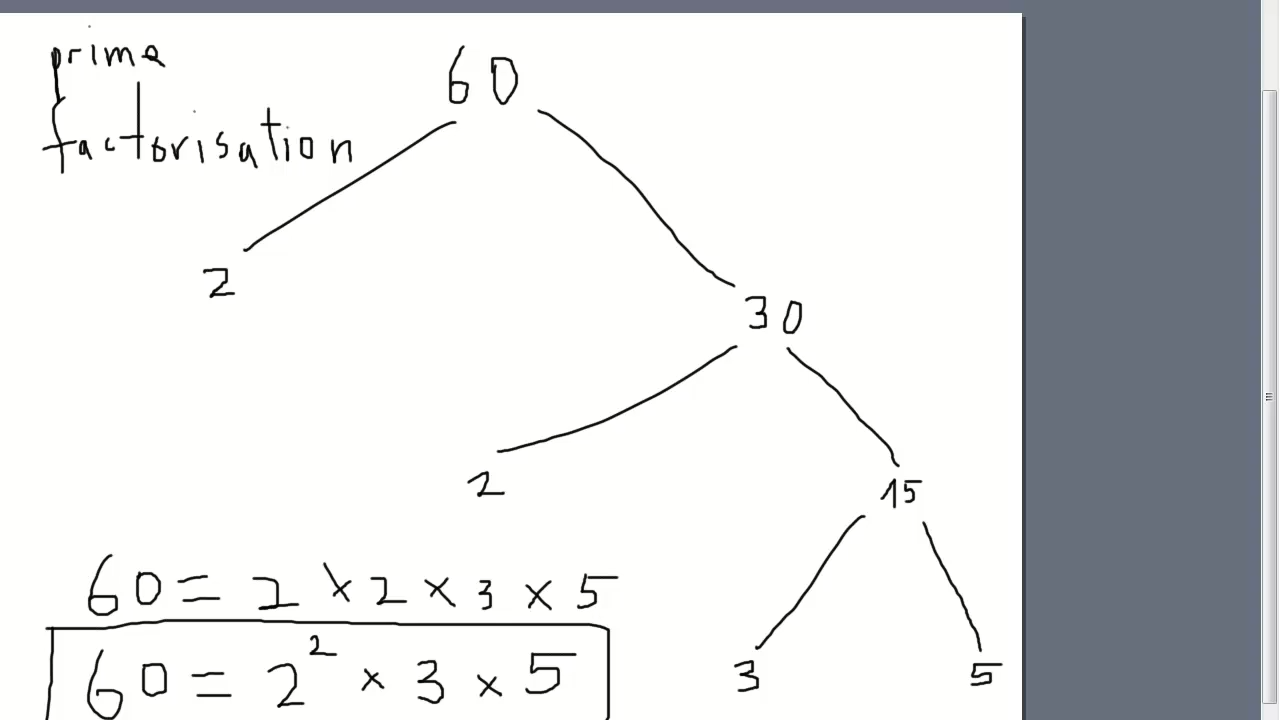 prime
factorisation
60
2
30
2
15
3 5
60 = 2 × 2 × 3 × 5
60 = 2² × 3 × 5